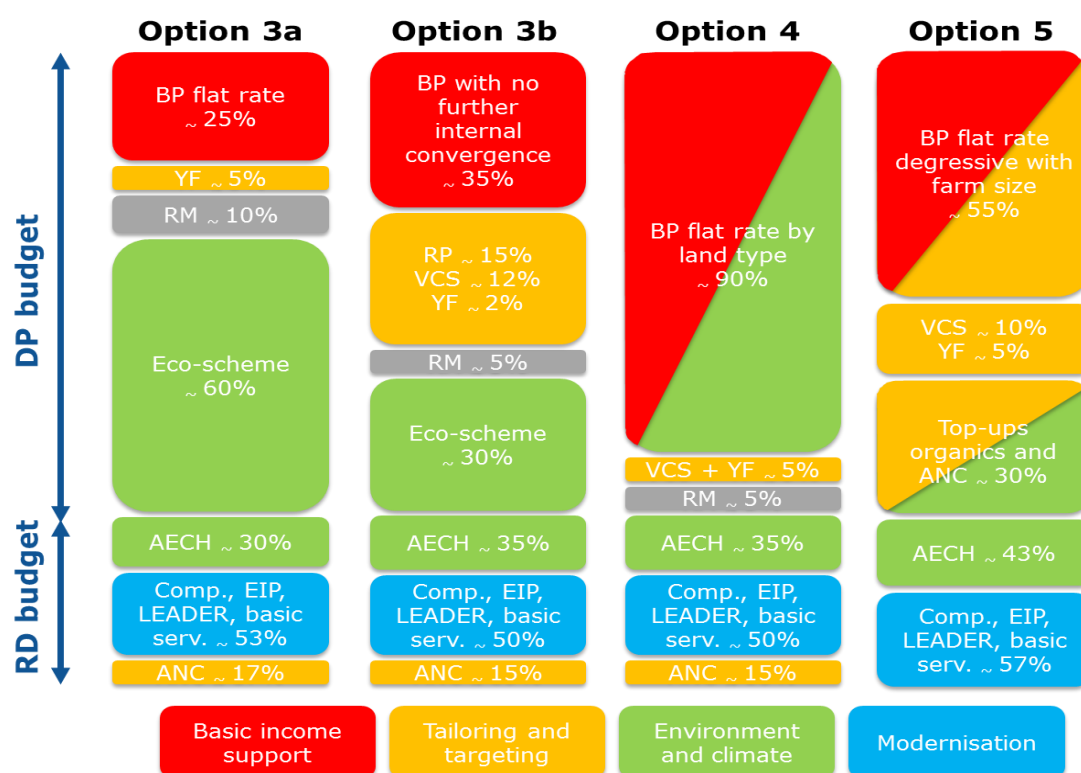 Option 3a
Option 3b
Option 4
Option 5
DP budget
RD budget
BP flat rate
~ 25%
YF ~ 5%
RM ~ 10%
Eco-scheme
~ 60%
AECH ~ 30%
Comp., EIP,
LEADER, basic
serv. ~ 53%
ANC ~ 17%
BP with no
further
internal
convergence
~ 35%
RP ~ 15%
VCS ~ 12%
YF ~ 2%
RM ~ 5%
Eco-scheme
~ 30%
AECH ~ 35%
Comp., EIP,
LEADER, basic
serv. ~ 50%
ANC ~ 15%
BP flat rate by
land type
~ 90%
VCS + YF ~ 5%
RM ~ 5%
AECH ~ 35%
Comp., EIP,
LEADER, basic
serv. ~ 50%
ANC ~ 15%
BP flat rate
degressive with
farm size
~ 55%
VCS ~ 10%
YF ~ 5%
Top-ups
organics and
ANC ~ 30%
AECH ~ 43%
Comp., EIP,
LEADER, basic
serv. ~ 57%
Basic income
support
Tailoring and
targeting
Environment
and climate
Modernisation